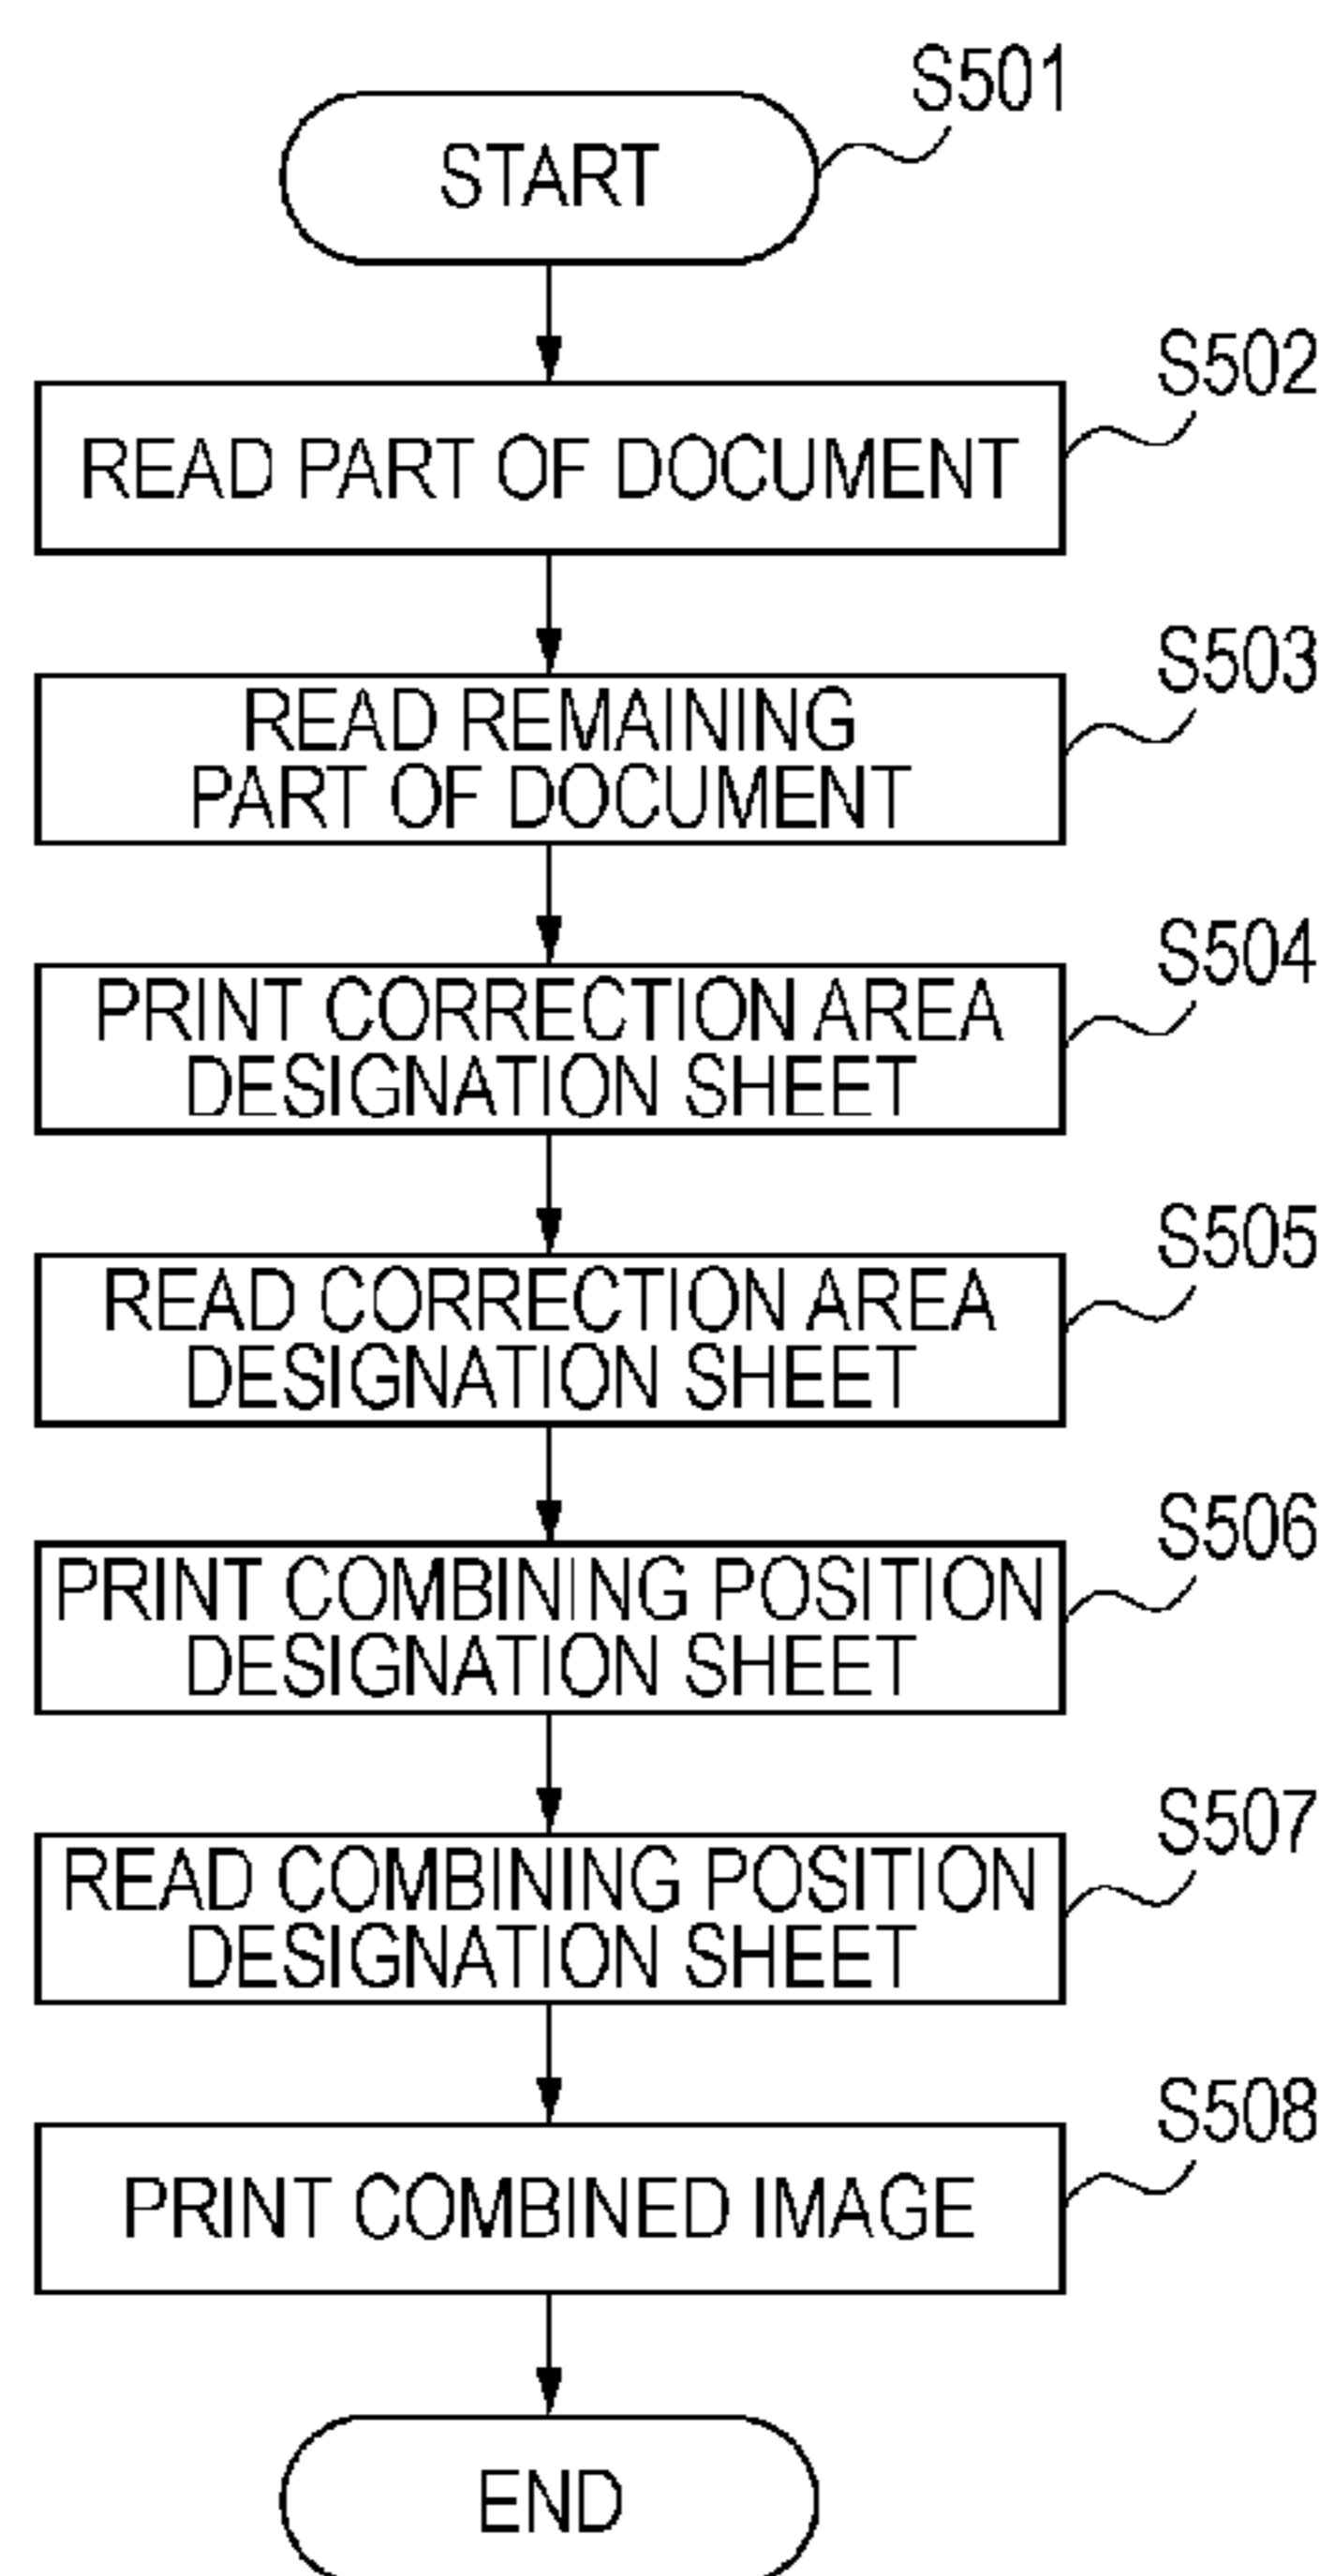 S501
START
S502
READ PART OF DOCUMENT
S503
READ REMAINING
PART OF DOCUMENT
S504
PRINT CORRECTION AREA
DESIGNATION SHEET
S505
READ CORRECTION AREA
DESIGNATION SHEET
S506
PRINT COMBINING POSITION
DESIGNATION SHEET
S507
READ COMBINING POSITION
DESIGNATION SHEET
S508
PRINT COMBINED IMAGE
END